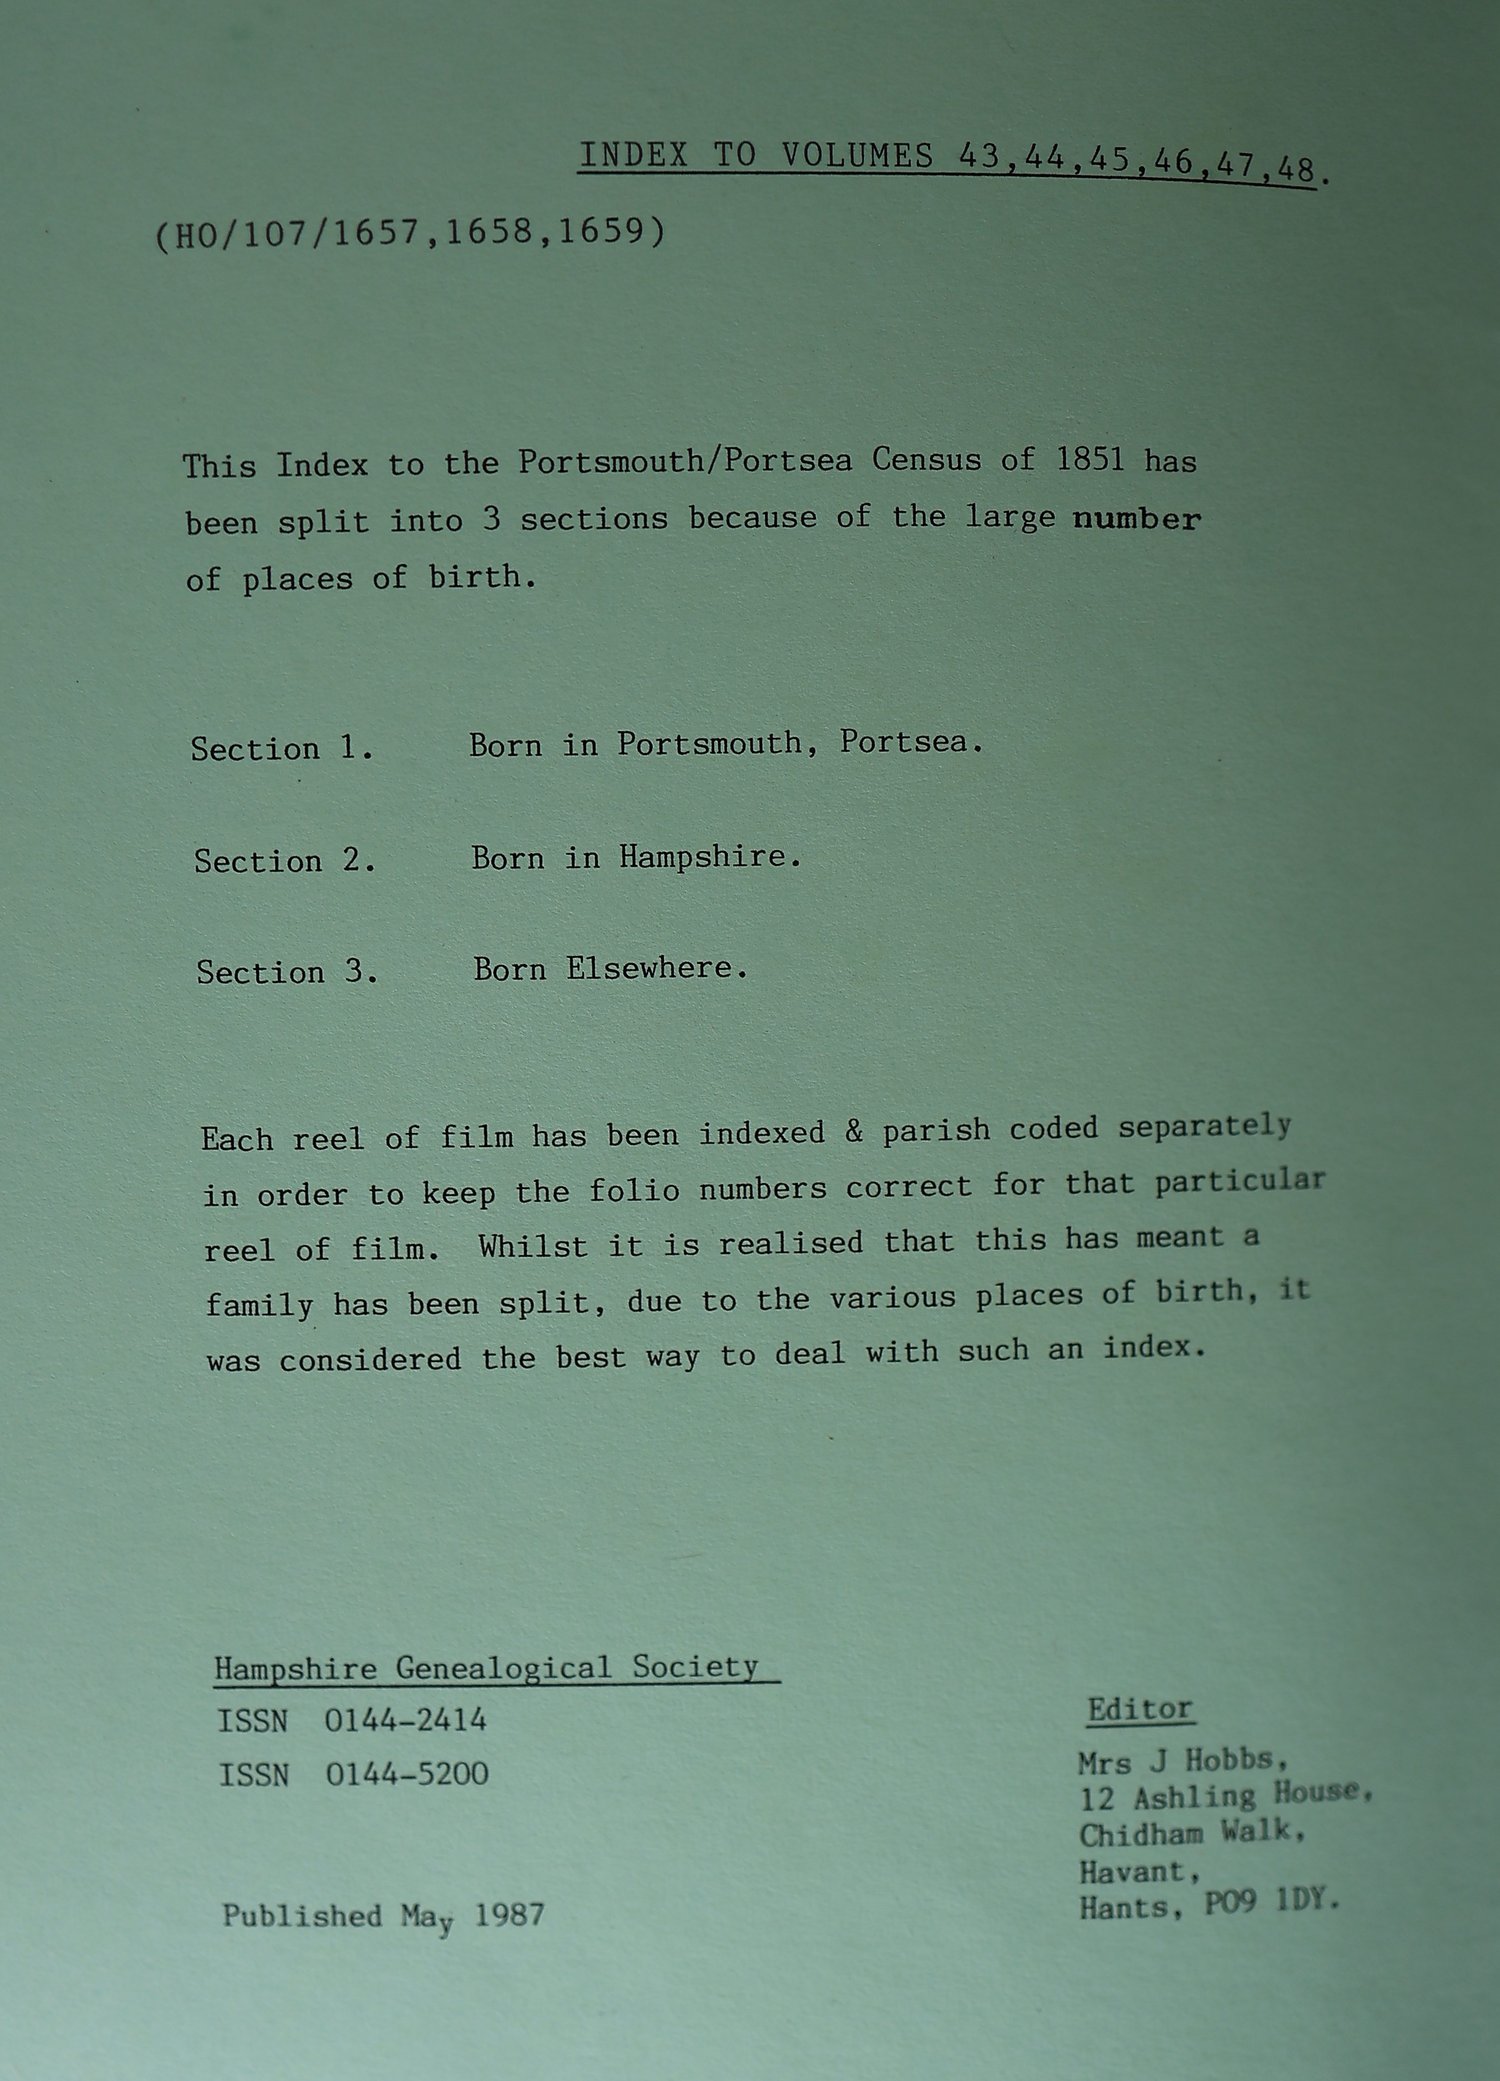 INDEX TO VOLUMES 43,44,45,46,47,48.
(HO/107/1657,1658,1659)
This Index to the Portsmouth/Portsea Census of 1851 has
been split into 3 sections because of the large number
of places of birth.
Section 1. Born in Portsmouth, Portsea.
Section 2. Born in Hampshire.
Section 3. Born Elsewhere.
Each reel of film has been indexed & parish coded separately
in order to keep the folio numbers correct for that particular
reel of film. Whilst it is realised that this has meant a
family has been split, due to the various places of birth, it
was considered the best way to deal with such an index.
Hampshire Genealogical Society
ISSN 0144-2414
ISSN 0144-5200
Published May 1987
Editor
Mrs J Hobbs,
12 Ashling House,
Chidham Walk,
Havant,
Hants, PO9 1DY.